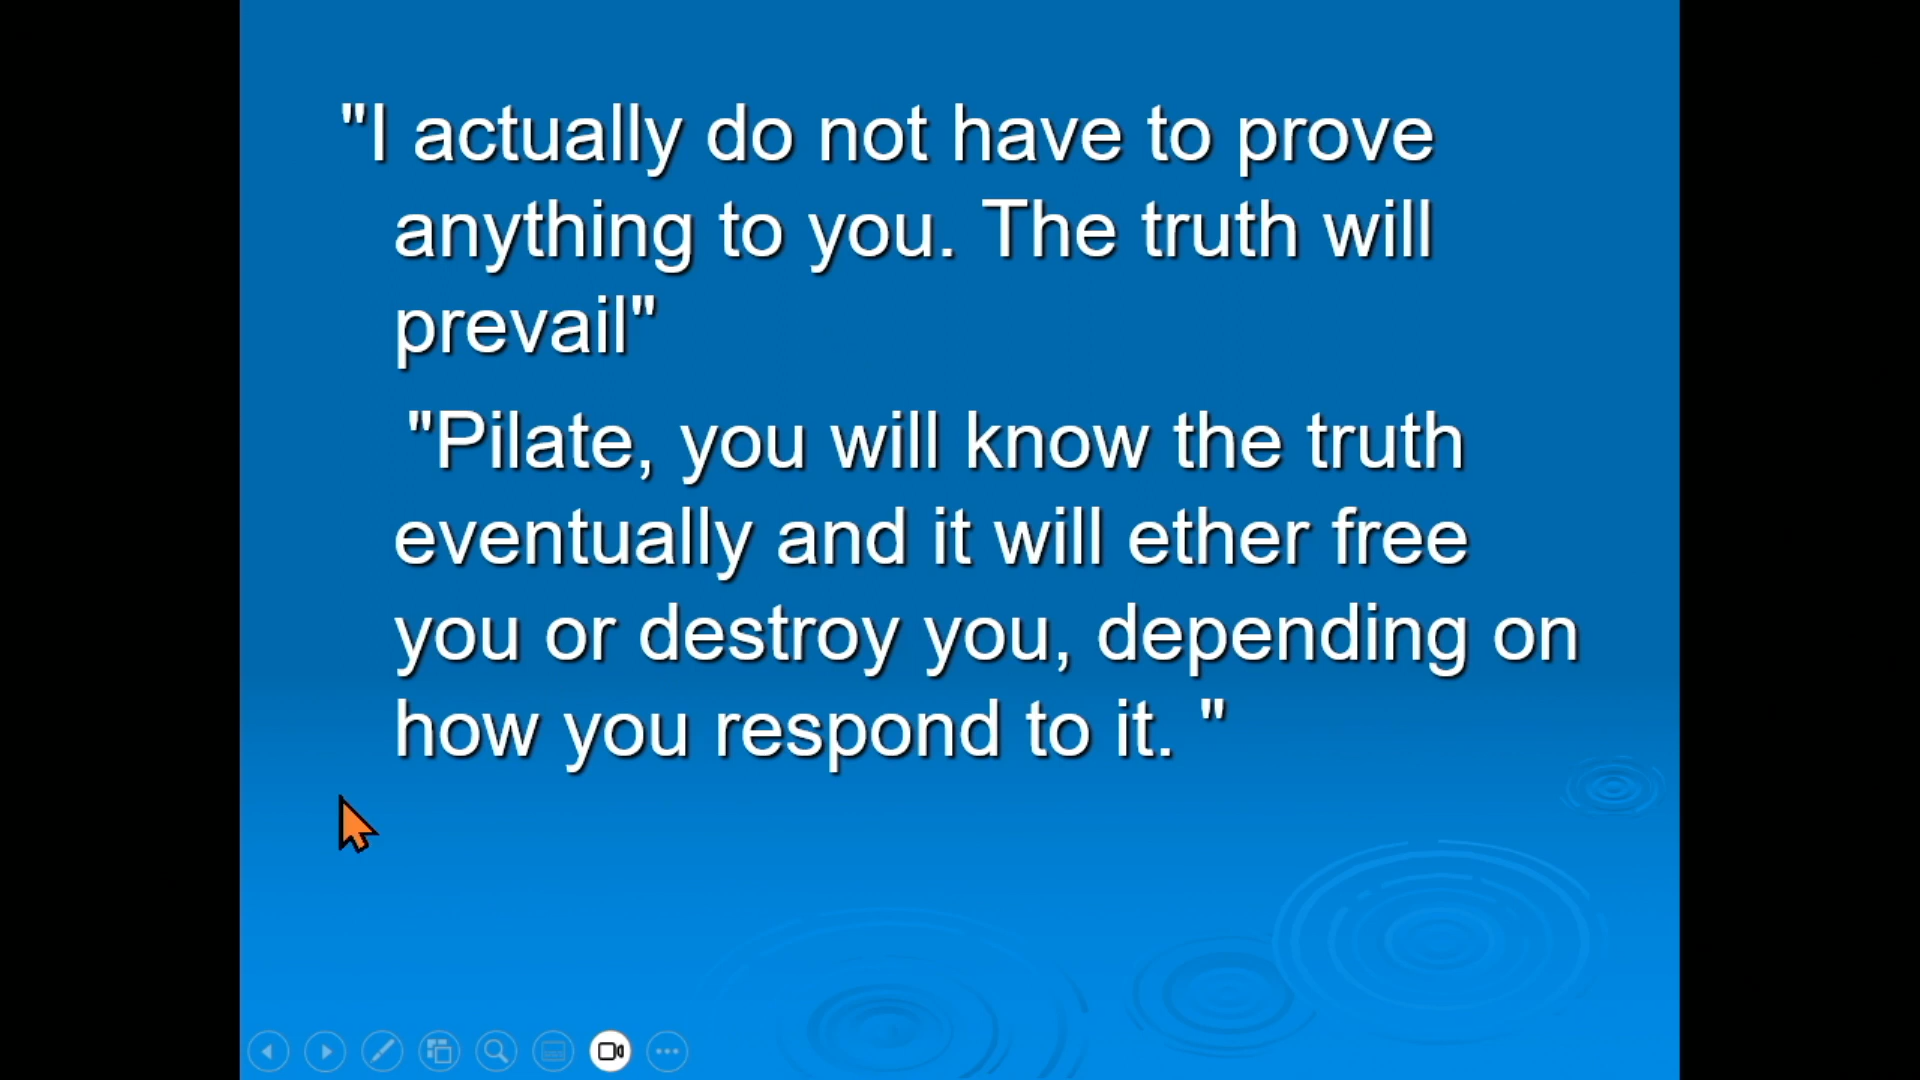 "I actually do not have to prove
anything to you. The truth will
prevail"
"Pilate, you will know the truth
eventually and it will ether free
you or destroy you, depending on
how you respond to it. "